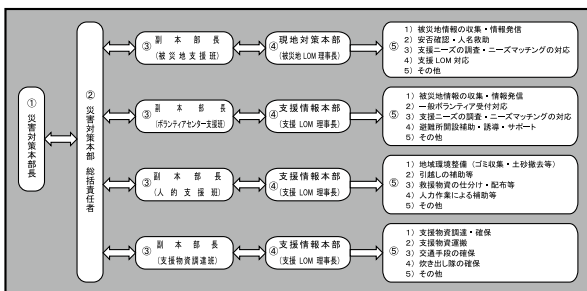 ① 災害対策本部長
② 災害対策本部 総括責任者
③ 副本部長
(被災地支援班)
④ 現地対策本部
(被災地 LOM 理事長)
⑤
1）被災地情報の収集・情報発信
2）安否確認・人名救助
3）支援ニーズの調査・ニーズマッチングの対応
4）支援 LOM 対応
5）その他
③ 副本部長
(ボランティアセンター支援班)
④ 支援情報本部
(支援 LOM 理事長)
⑤
1）被災地情報の収集・情報発信
2）一般ボランティア受付対応
3）支援ニーズの調査・ニーズマッチングの対応
4）避難所開設補助・誘導・サポート
5）その他
③ 副本部長
(人的支援班)
④ 支援情報本部
(支援 LOM 理事長)
⑤
1）地域環境整備（ゴミ収集・土砂撤去等）
2）引越しの補助等
3）救援物資の仕分け・配布等
4）人力作業による補助等
5）その他
③ 副本部長
(支援物資調達班)
④ 支援情報本部
(支援 LOM 理事長)
⑤
1）支援物資調達・確保
2）支援物資運搬
3）交通手段の確保
4）炊き出し隊の確保
5）その他